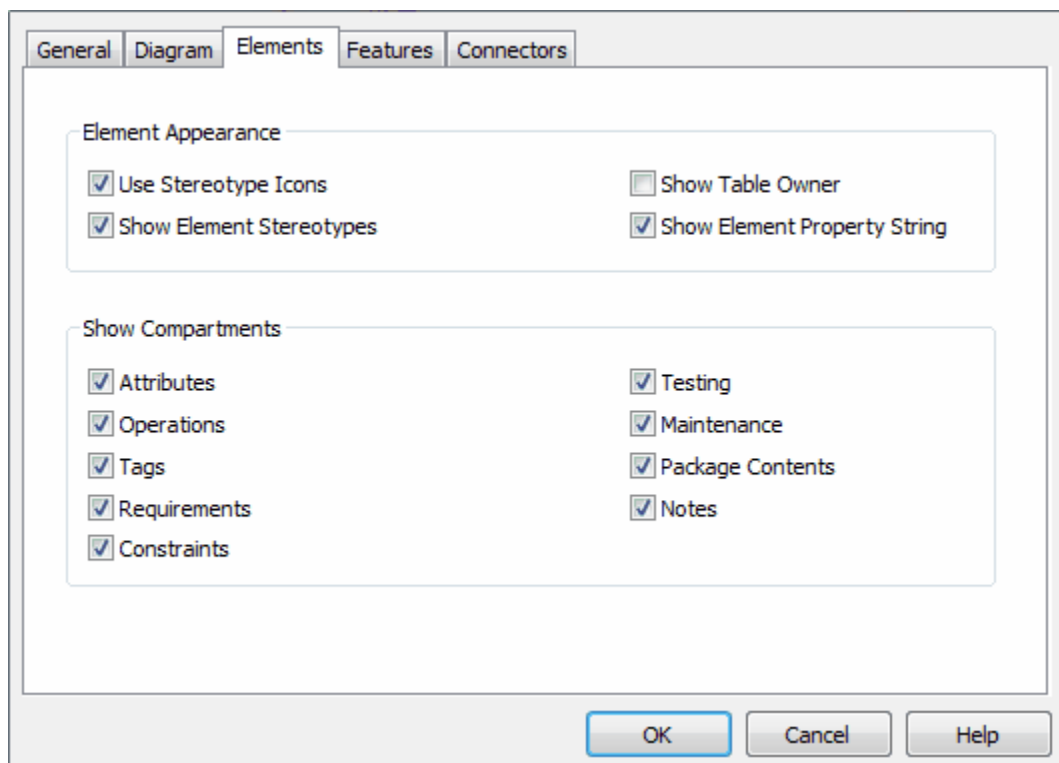 General Diagram Elements Features Connectors
Element Appearance
Use Stereotype Icons Show Table Owner
Show Element Stereotypes Show Element Property String
Show Compartments
Attributes Testing
Operations Maintenance
Tags Package Contents
Requirements Notes
Constraints
OK Cancel Help